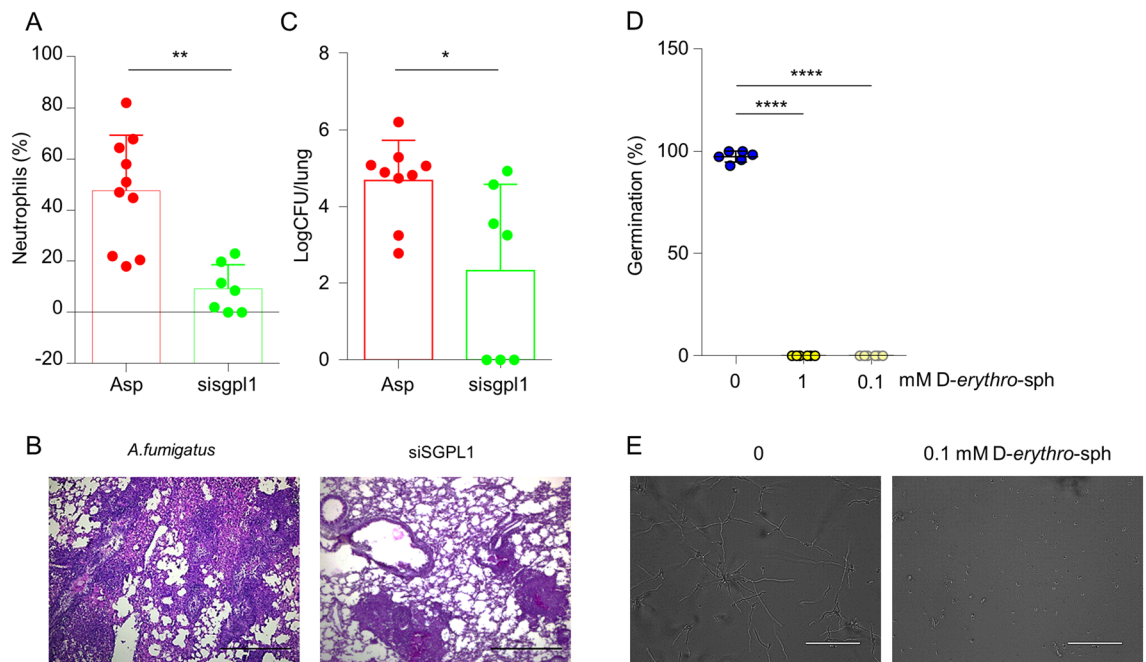 A
Neutrophils (%)
100
80
60
40
20
0
-20
**
Asp
sisgpl1
C
LogCFU/lung
8
6
4
2
0
*
Asp
sisgpl1
D
Germination (%)
150
100
50
0
****
****
0
1
0.1
mM D-erythro-sph
B
A.fumigatus
siSGPL1
E
0
0.1 mM D-erythro-sph